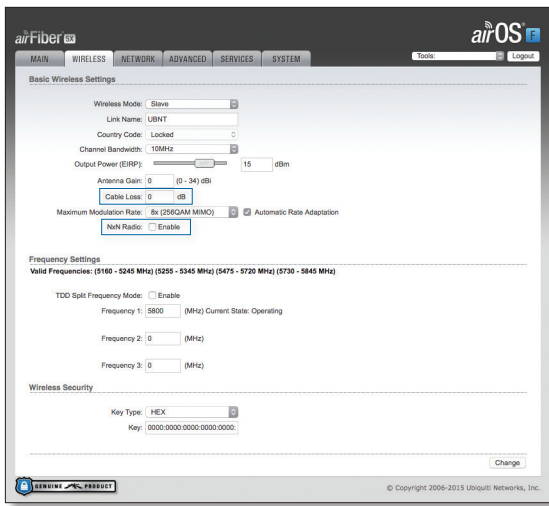 airFiber 5X
airOS F
MAIN WIRELESS NETWORK ADVANCED SERVICES SYSTEM Tools: Logout
Basic Wireless Settings
Wireless Mode: Slave
Link Name: UBNT
Country Code: Locked
Channel Bandwidth: 10MHz
Output Power (EIRP): 15 dBm
Antenna Gain: 0 (0 - 34) dBi
Cable Loss: 0 dB
Maximum Modulation Rate: 8x (256QAM MIMO) Automatic Rate Adaptation
NxN Radio: Enable
Frequency Settings
Valid Frequencies: (5160 - 5245 MHz) (5255 - 5345 MHz) (5475 - 5720 MHz) (5730 - 5845 MHz)
TDD Split Frequency Mode: Enable
Frequency 1: 5800 (MHz) Current State: Operating
Frequency 2: 0 (MHz)
Frequency 3: 0 (MHz)
Wireless Security
Key Type: HEX
Key: 0000:0000:0000:0000:0000:
Change
GENUINE PRODUCT
© Copyright 2006-2015 Ubiquiti Networks, Inc.